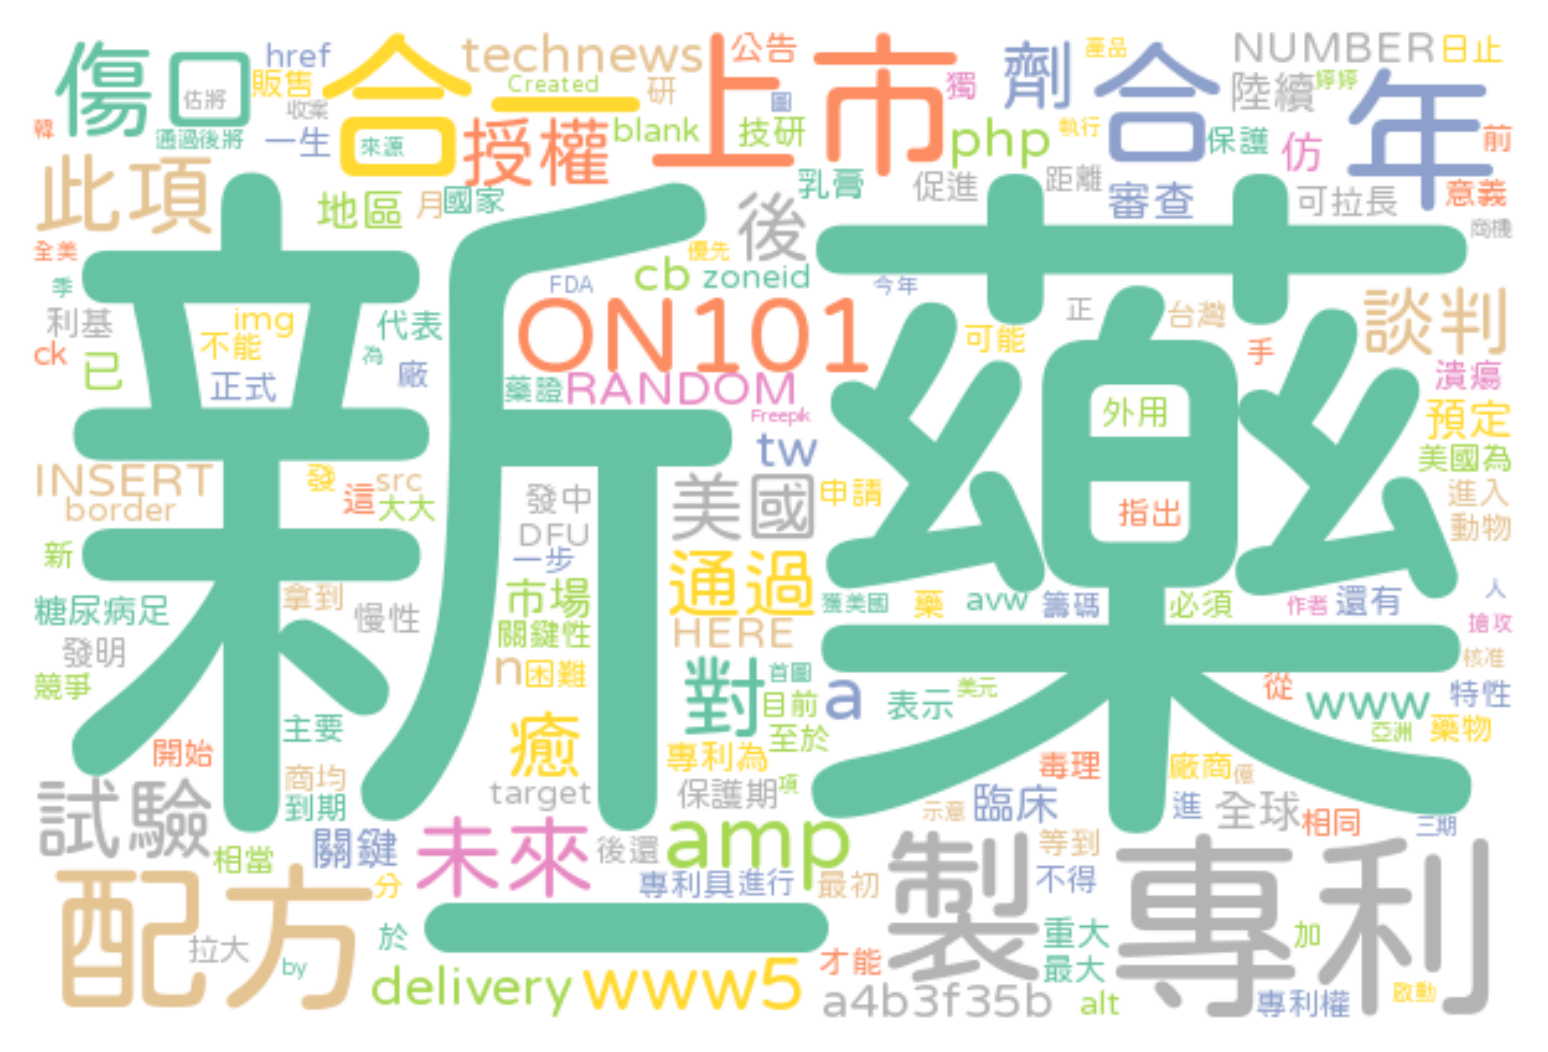 傷口 href 合一 technews 上市 公告 劑 產品 合 NUMBER 日止
估將 販售 收案 Created 研 圖 獨 陸續 婷婷 年
韓 通過後將 一生 來源 授權 blank 技研 php 執行 保護 仿 前
此項 地區 月 國家 後 乳膏 促進 距離 審查 可拉長 意義
全美 新藥 優先 商機
季 FDA cb zoneid 今年
利基 不能 img 代表 ON101 可能 正 台灣 談判
ck 已 正式 為 廠 藥證 RANDOM 手 潰瘍
Freepik 外用 預定
tw 美國為
INSERT 發 src 發中 美國 申請 進入
border 這 大大 DFU 指出 動物
新 一步 通過 人
糖尿病足 拿到 慢性 市場 獲美國 藥 avw 籌碼 必須 作者 還有 搶攻
發明 關鍵性 HERE 核准
競爭 n 困難 對 首圖 a 美元 從 www 特性
主要 癒 目前 表示 亞洲 藥物
開始 專利為 至於 毒理 廠商 億
商均 target 保護期 項
試驗 到期 示意 臨床 進 全球 相同 三期
相當 關鍵 未來 後還 amp 等到
配方 分 專利具 進行 最初 製 不得 專利
拉大 於 一 重大 加
by 才能 最大
delivery www5 a4b3f35b alt 專利權 啟動